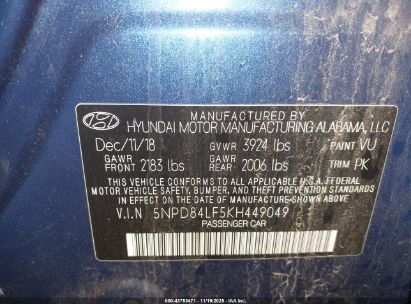 MANUFACTURED BY
HYUNDAI MOTOR MANUFACTURING ALABAMA, LLC
Dec/11/18 GVWR 3924 lbs PAINT VU
GAWR FRONT 2183 lbs GAWR REAR 2006 lbs TRIM PK
THIS VEHICLE CONFORMS TO ALL APPLICABLE U.S. FEDERAL
MOTOR VEHICLE SAFETY, BUMPER, AND THEFT PREVENTION
STANDARDS IN EFFECT ON THE DATE OF MANUFACTURE SHOWN ABOVE.
V.I.N 5NPD84LF5KH449049
PASSENGER CAR